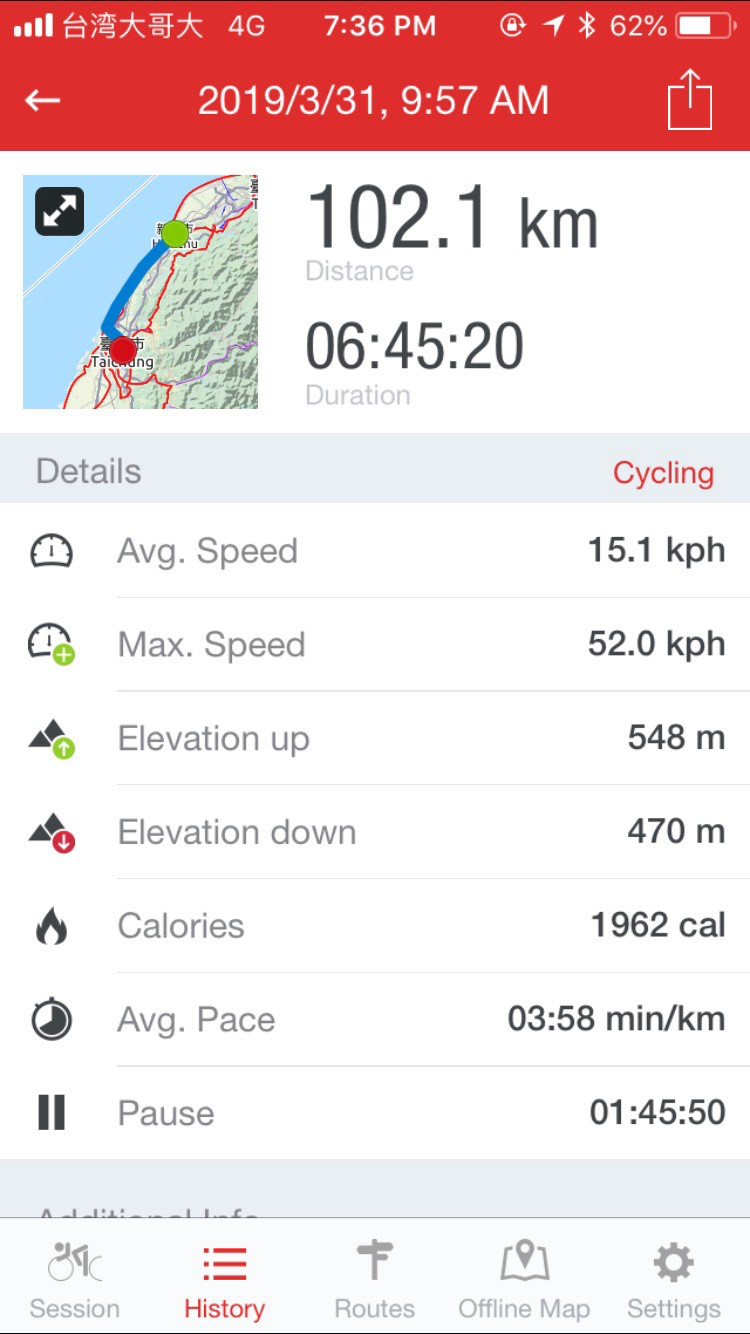 台湾大哥大 4G 7:36 PM 62%
2019/3/31, 9:57 AM
102.1 km
Distance
06:45:20
Duration
Taichung
Details Cycling
Avg. Speed 15.1 kph
Max. Speed 52.0 kph
Elevation up 548 m
Elevation down 470 m
Calories 1962 cal
Avg. Pace 03:58 min/km
Pause 01:45:50
Additional Info
Session History Routes Offline Map Settings